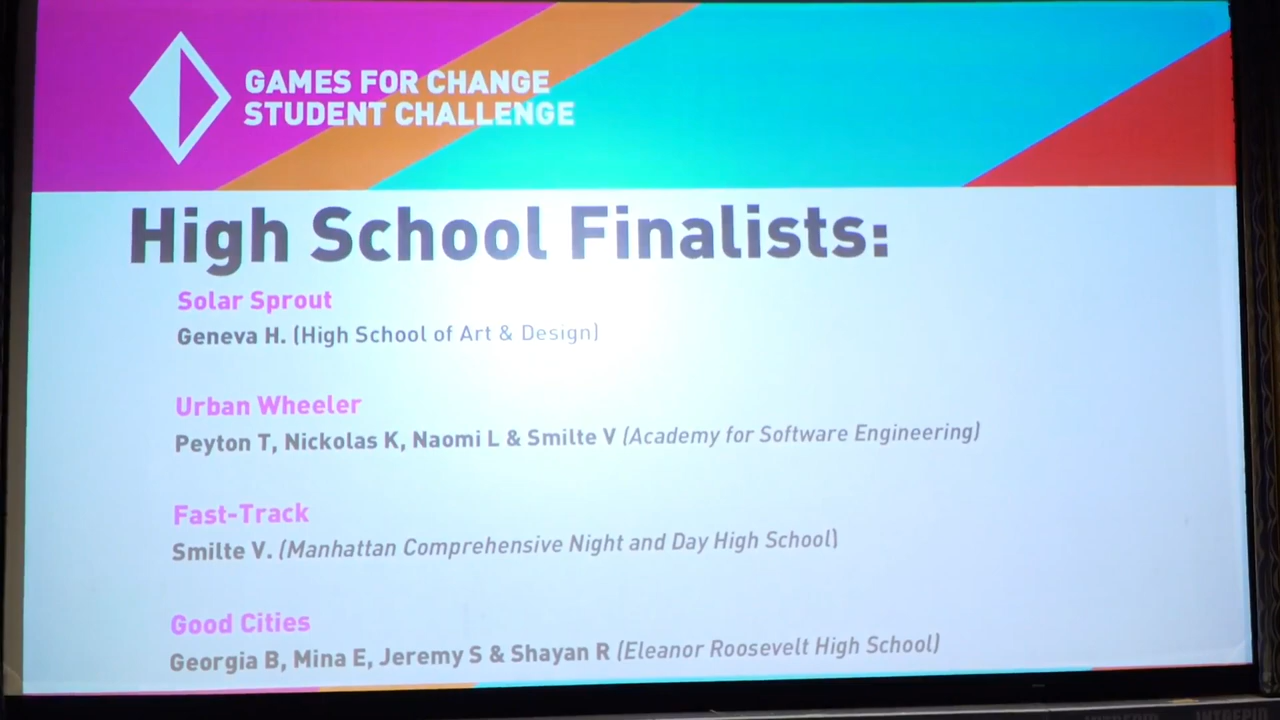 GAMES FOR CHANGE
STUDENT CHALLENGE
High School Finalists:
Solar Sprout
Geneva H. (High School of Art & Design)
Urban Wheeler
Peyton T, Nickolas K, Naomi L & Smilte V (Academy for Software Engineering)
Fast-Track
Smilte V. (Manhattan Comprehensive Night and Day High School)
Good Cities
Georgia B, Mina E, Jeremy S & Shayan R (Eleanor Roosevelt High School)